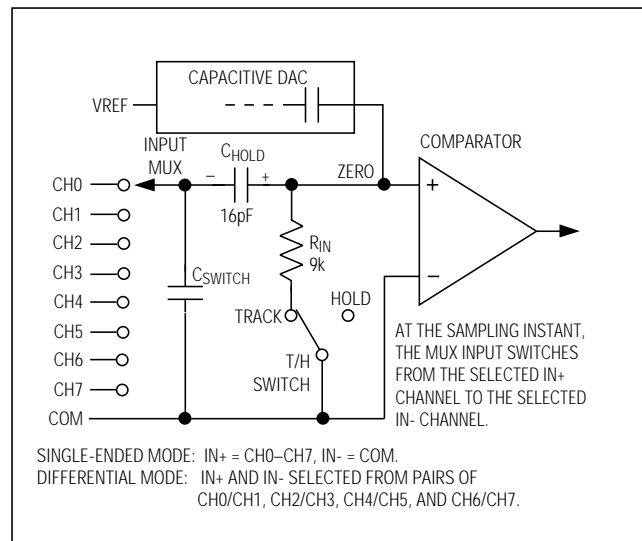 CAPACITIVE DAC
VREF
COMPARATOR
INPUT
MUX
CHOLD
ZERO
− +
16pF
+
−
CH0
CH1
CH2
CH3
CH4
CH5
CH6
CH7
COM
CSWITCH
RIN
9k
HOLD
TRACK
T/H
SWITCH
AT THE SAMPLING INSTANT,
THE MUX INPUT SWITCHES
FROM THE SELECTED IN+
CHANNEL TO THE SELECTED
IN- CHANNEL.
SINGLE-ENDED MODE: IN+ = CH0–CH7, IN- = COM.
DIFFERENTIAL MODE: IN+ AND IN- SELECTED FROM PAIRS OF
CH0/CH1, CH2/CH3, CH4/CH5, AND CH6/CH7.